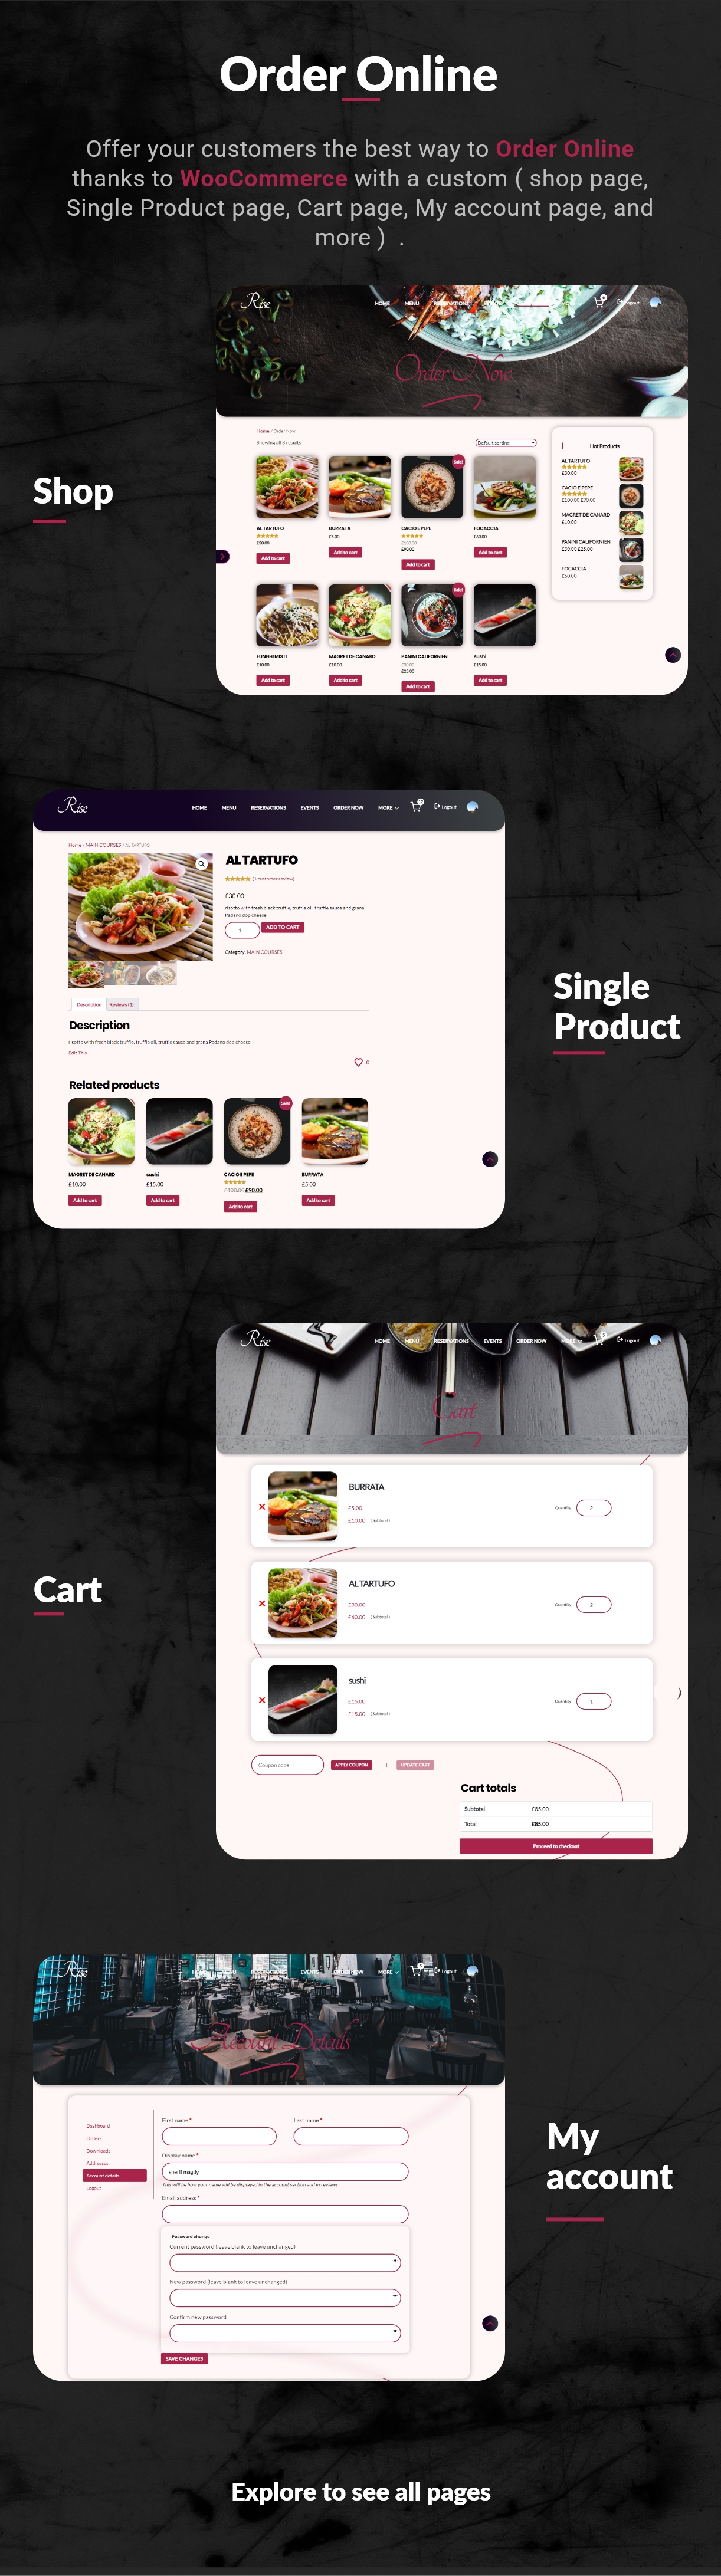 Order Online
Offer your customers the best way to Order Online
thanks to WooCommerce with a custom ( shop page,
Single Product page, Cart page, My account page, and
more ) .
Rise
HOME MENU RESERVATIONS
Logout
Order Now
Home / Order Now
Showing all 8 results
Default sorting
Hot Products
AL TARTUFO
£30.00
CACIO E PEPE
£100.00 £90.00
MAGRET DE CANARD
£10.00
PANINI CALIFORNIEN
£30.00 £25.00
FOCACCIA
£60.00
Shop
Sale!
AL TARTUFO
£30.00
Add to cart
BURRATA
£5.00
Add to cart
CACIO E PEPE
£100.00
£90.00
Add to cart
FOCACCIA
£60.00
Add to cart
Sale!
FUNGHI MISTI
£10.00
Add to cart
MAGRET DE CANARD
£10.00
Add to cart
PANINI CALIFORNIEN
£25.00
Add to cart
sushi
£15.00
Add to cart
Rise
HOME MENU RESERVATIONS EVENTS ORDER NOW MORE Logout
Home / MAIN COURSES / AL TARTUFO
AL TARTUFO
(1 customer review)
£30.00
risotto with fresh black truffle, truffle oil, truffle sauce and grana
Padano dop cheese
1 ADD TO CART
Category: MAIN COURSES
Single
Product
Description Reviews (1)
Description
risotto with fresh black truffle, truffle oil, truffle sauce and grana Padano dop cheese
Edit This
0
Related products
Sale!
MAGRET DE CANARD
£10.00
Add to cart
sushi
£15.00
Add to cart
CACIO E PEPE
£100.00 £90.00
Add to cart
BURRATA
£5.00
Add to cart
Rise
HOME MENU RESERVATIONS EVENTS ORDER NOW MORE Logout
Cart
BURRATA
£5.00
£10.00 ( Subtotal )
Quantity 2
Cart
AL TARTUFO
£30.00
£60.00 ( Subtotal )
Quantity 2
sushi
£15.00
£15.00 ( Subtotal )
Quantity 1
Coupon code APPLY COUPON | UPDATE CART
Cart totals
Subtotal £85.00
Total £85.00
Proceed to checkout
Rise
EVENTS ORDER NOW MORE Logout
Account Details
Dashboard
Orders
Downloads
Addresses
Account details
Logout
First name * Last name *
Display name *
sherif magdy
This will be how your name will be displayed in the account section and in reviews
Email address *
Password change
Current password (leave blank to leave unchanged)
New password (leave blank to leave unchanged)
Confirm new password
SAVE CHANGES
My
account
Explore to see all pages